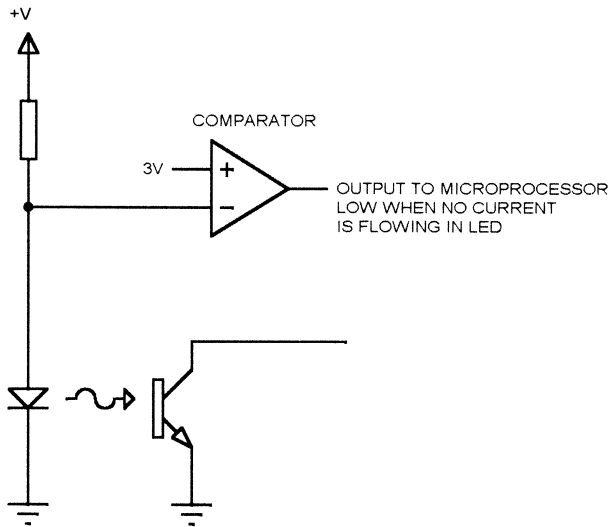 +V
COMPARATOR
3V
+
−
OUTPUT TO MICROPROCESSOR
LOW WHEN NO CURRENT
IS FLOWING IN LED